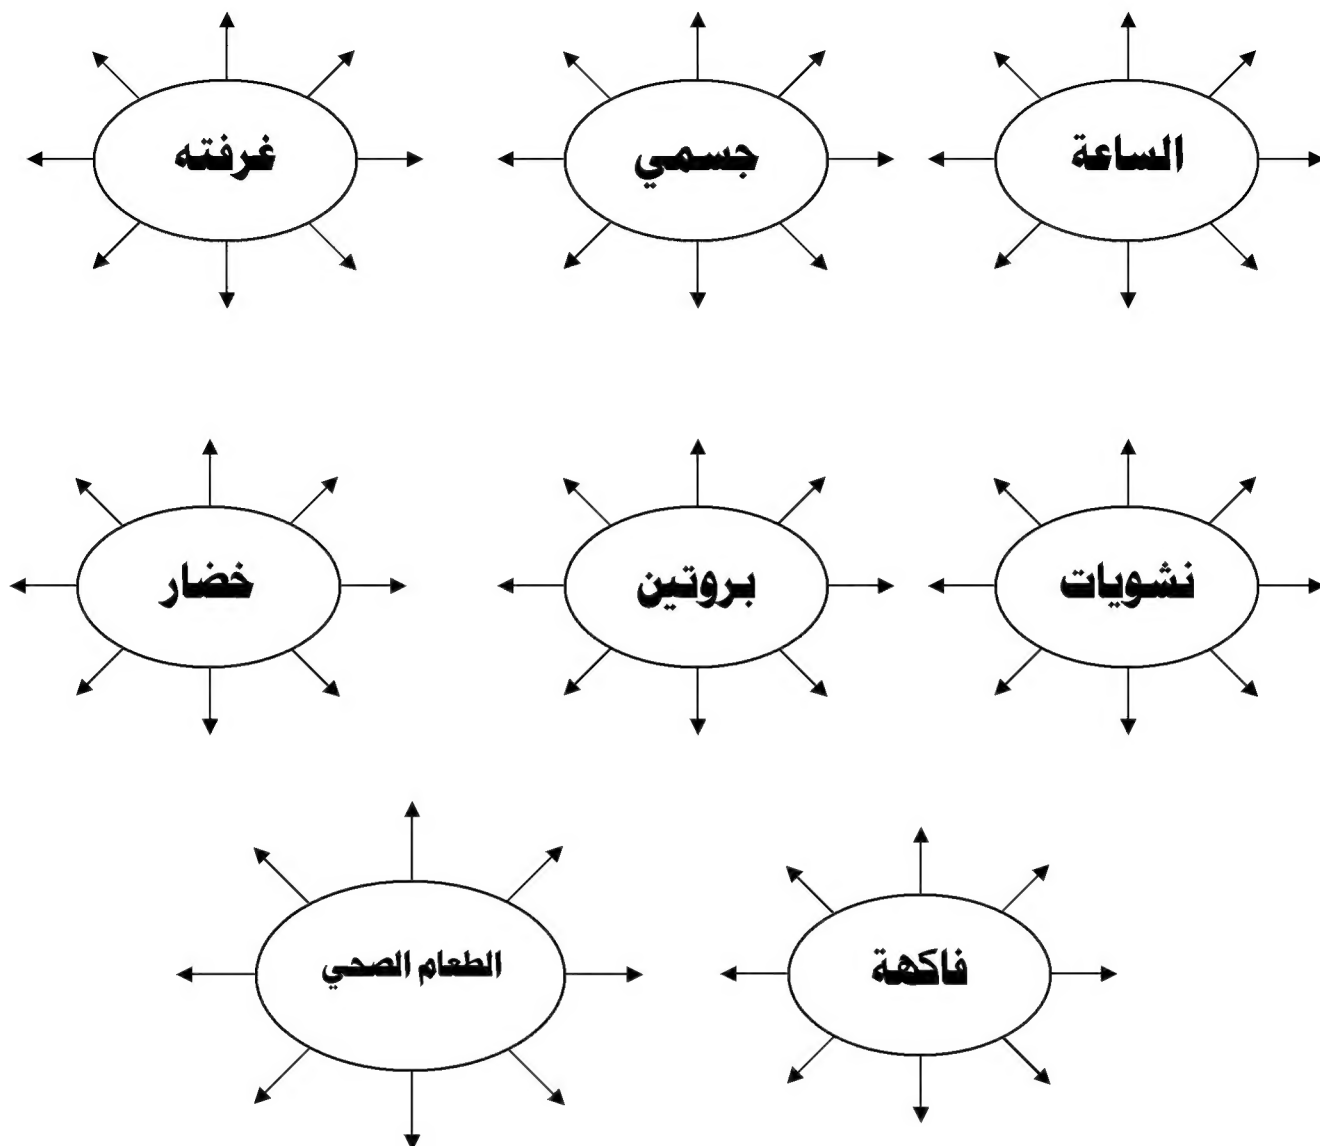 الساعة
جسمي
غرفته
نشويات
بروتين
خضار
فاكهة
الطعام الصحي